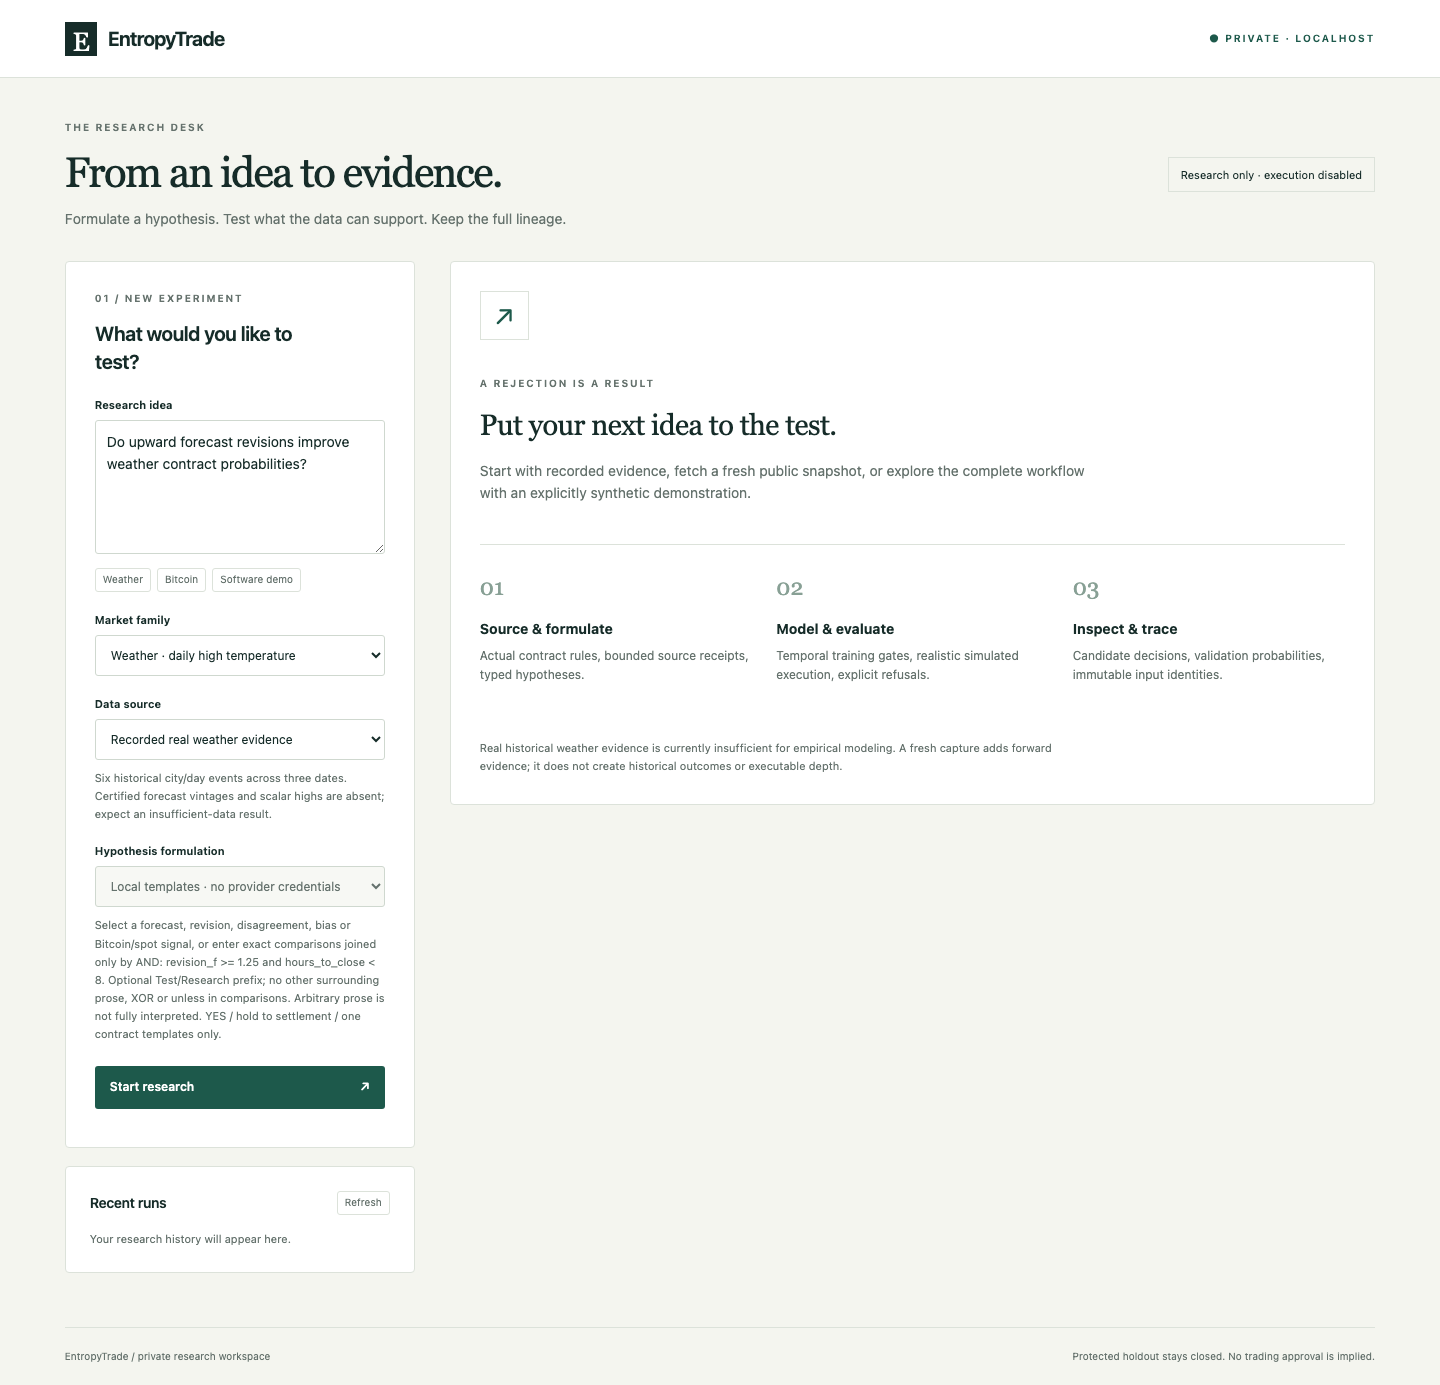 E
EntropyTrade
PRIVATE · LOCALHOST
THE RESEARCH DESK
From an idea to evidence.
Research only · execution disabled
Formulate a hypothesis. Test what the data can support. Keep the full lineage.
01 / NEW EXPERIMENT
What would you like to
test?
Research idea
Do upward forecast revisions improve
weather contract probabilities?
Weather
Bitcoin
Software demo
Market family
Weather · daily high temperature
Data source
Recorded real weather evidence
Six historical city/day events across three dates.
Certified forecast vintages and scalar highs are absent;
expect an insufficient-data result.
Hypothesis formulation
Local templates · no provider credentials
Select a forecast, revision, disagreement, bias or
Bitcoin/spot signal, or enter exact comparisons joined
only by AND: revision_f >= 1.25 and hours_to_close <
8. Optional Test/Research prefix; no other surrounding
prose, XOR or unless in comparisons. Arbitrary prose is
not fully interpreted. YES / hold to settlement / one
contract templates only.
Start research
Recent runs
Refresh
Your research history will appear here.
A REJECTION IS A RESULT
Put your next idea to the test.
Start with recorded evidence, fetch a fresh public snapshot, or explore the complete workflow
with an explicitly synthetic demonstration.
01
Source & formulate
Actual contract rules, bounded source receipts,
typed hypotheses.
02
Model & evaluate
Temporal training gates, realistic simulated
execution, explicit refusals.
03
Inspect & trace
Candidate decisions, validation probabilities,
immutable input identities.
Real historical weather evidence is currently insufficient for empirical modeling. A fresh capture adds forward
evidence; it does not create historical outcomes or executable depth.
EntropyTrade / private research workspace
Protected holdout stays closed. No trading approval is implied.